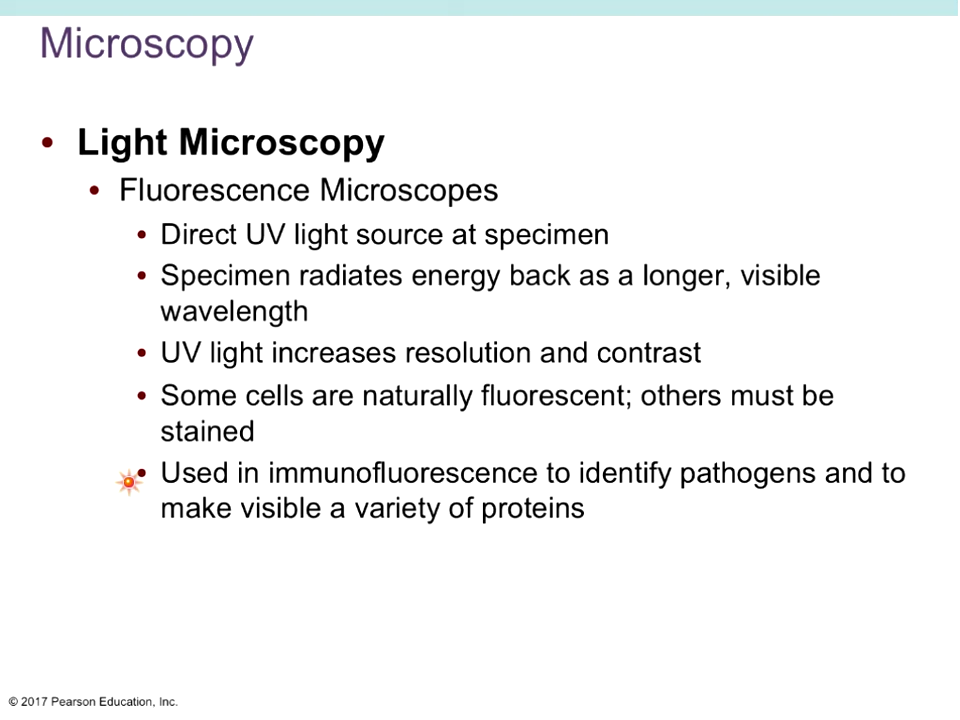 Microscopy
• Light Microscopy
• Fluorescence Microscopes
• Direct UV light source at specimen
• Specimen radiates energy back as a longer, visible
wavelength
• UV light increases resolution and contrast
• Some cells are naturally fluorescent; others must be
stained
• Used in immunofluorescence to identify pathogens and to
make visible a variety of proteins
© 2017 Pearson Education, Inc.